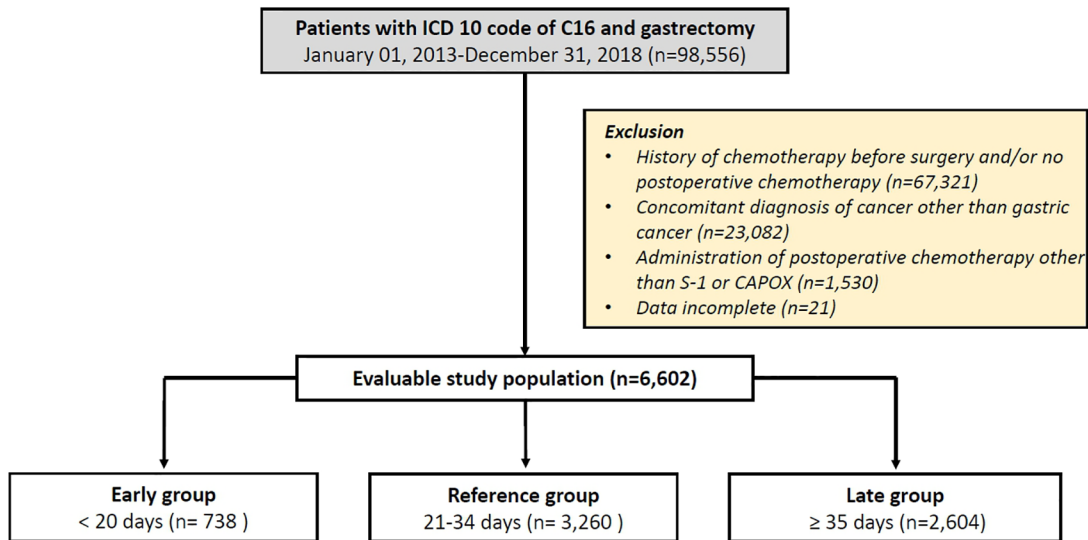 Patients with ICD 10 code of C16 and gastrectomy
January 01, 2013-December 31, 2018 (n=98,556)
Exclusion
• History of chemotherapy before surgery and/or no
postoperative chemotherapy (n=67,321)
• Concomitant diagnosis of cancer other than gastric
cancer (n=23,082)
• Administration of postoperative chemotherapy other
than S-1 or CAPOX (n=1,530)
• Data incomplete (n=21)
Evaluable study population (n=6,602)
Early group
< 20 days (n= 738 )
Reference group
21-34 days (n= 3,260 )
Late group
≥ 35 days (n=2,604)